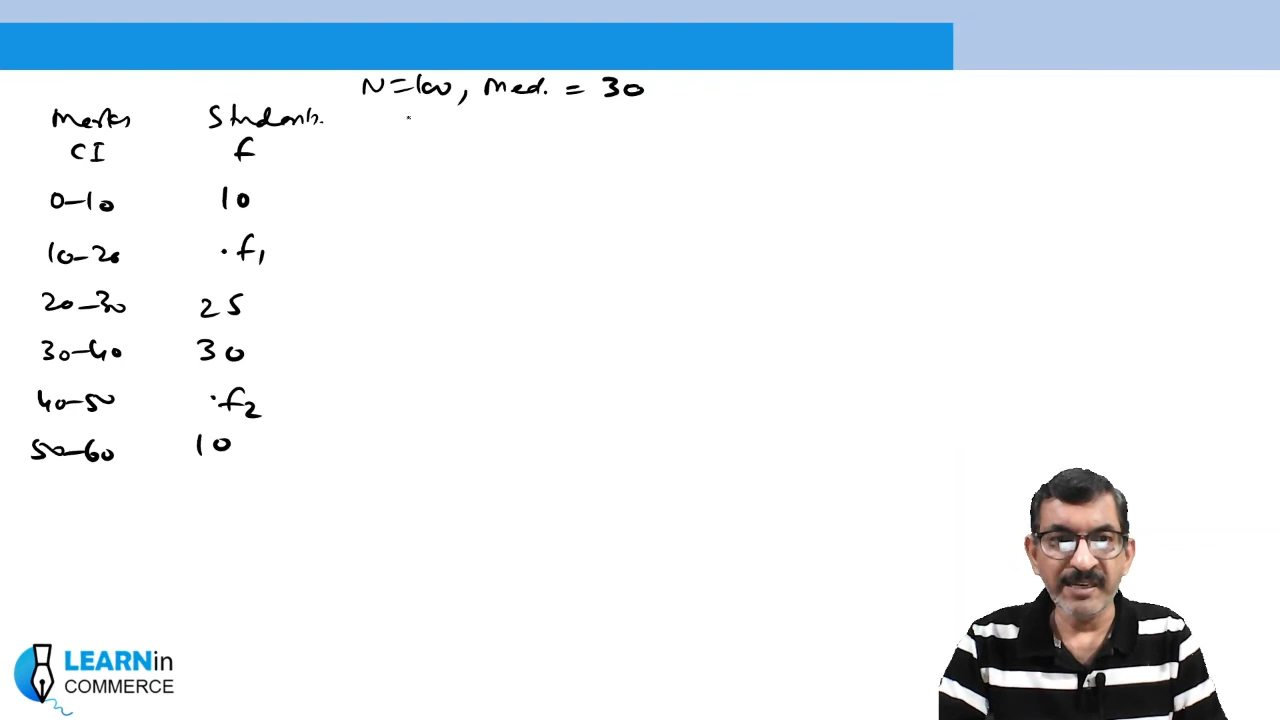 N=100, Med. = 30
Marks Students.
CI f
0-10 10
10-20 f1
20-30 25
30-40 30
40-50 f2
50-60 10
LEARNin
COMMERCE